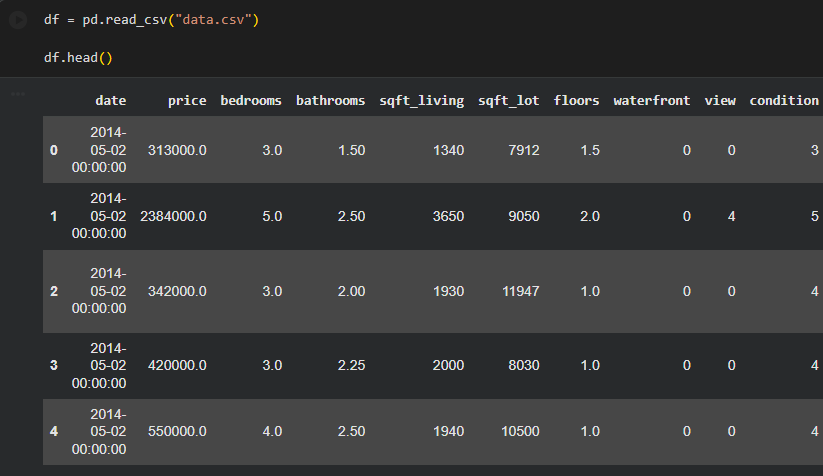 df = pd.read_csv("data.csv")
df.head()
date price bedrooms bathrooms sqft_living sqft_lot floors waterfront view condition
0 2014-05-02 00:00:00 313000.0 3.0 1.50 1340 7912 1.5 0 0 3
1 2014-05-02 00:00:00 2384000.0 5.0 2.50 3650 9050 2.0 0 4 5
2 2014-05-02 00:00:00 342000.0 3.0 2.00 1930 11947 1.0 0 0 4
3 2014-05-02 00:00:00 420000.0 3.0 2.25 2000 8030 1.0 0 0 4
4 2014-05-02 00:00:00 550000.0 4.0 2.50 1940 10500 1.0 0 0 4